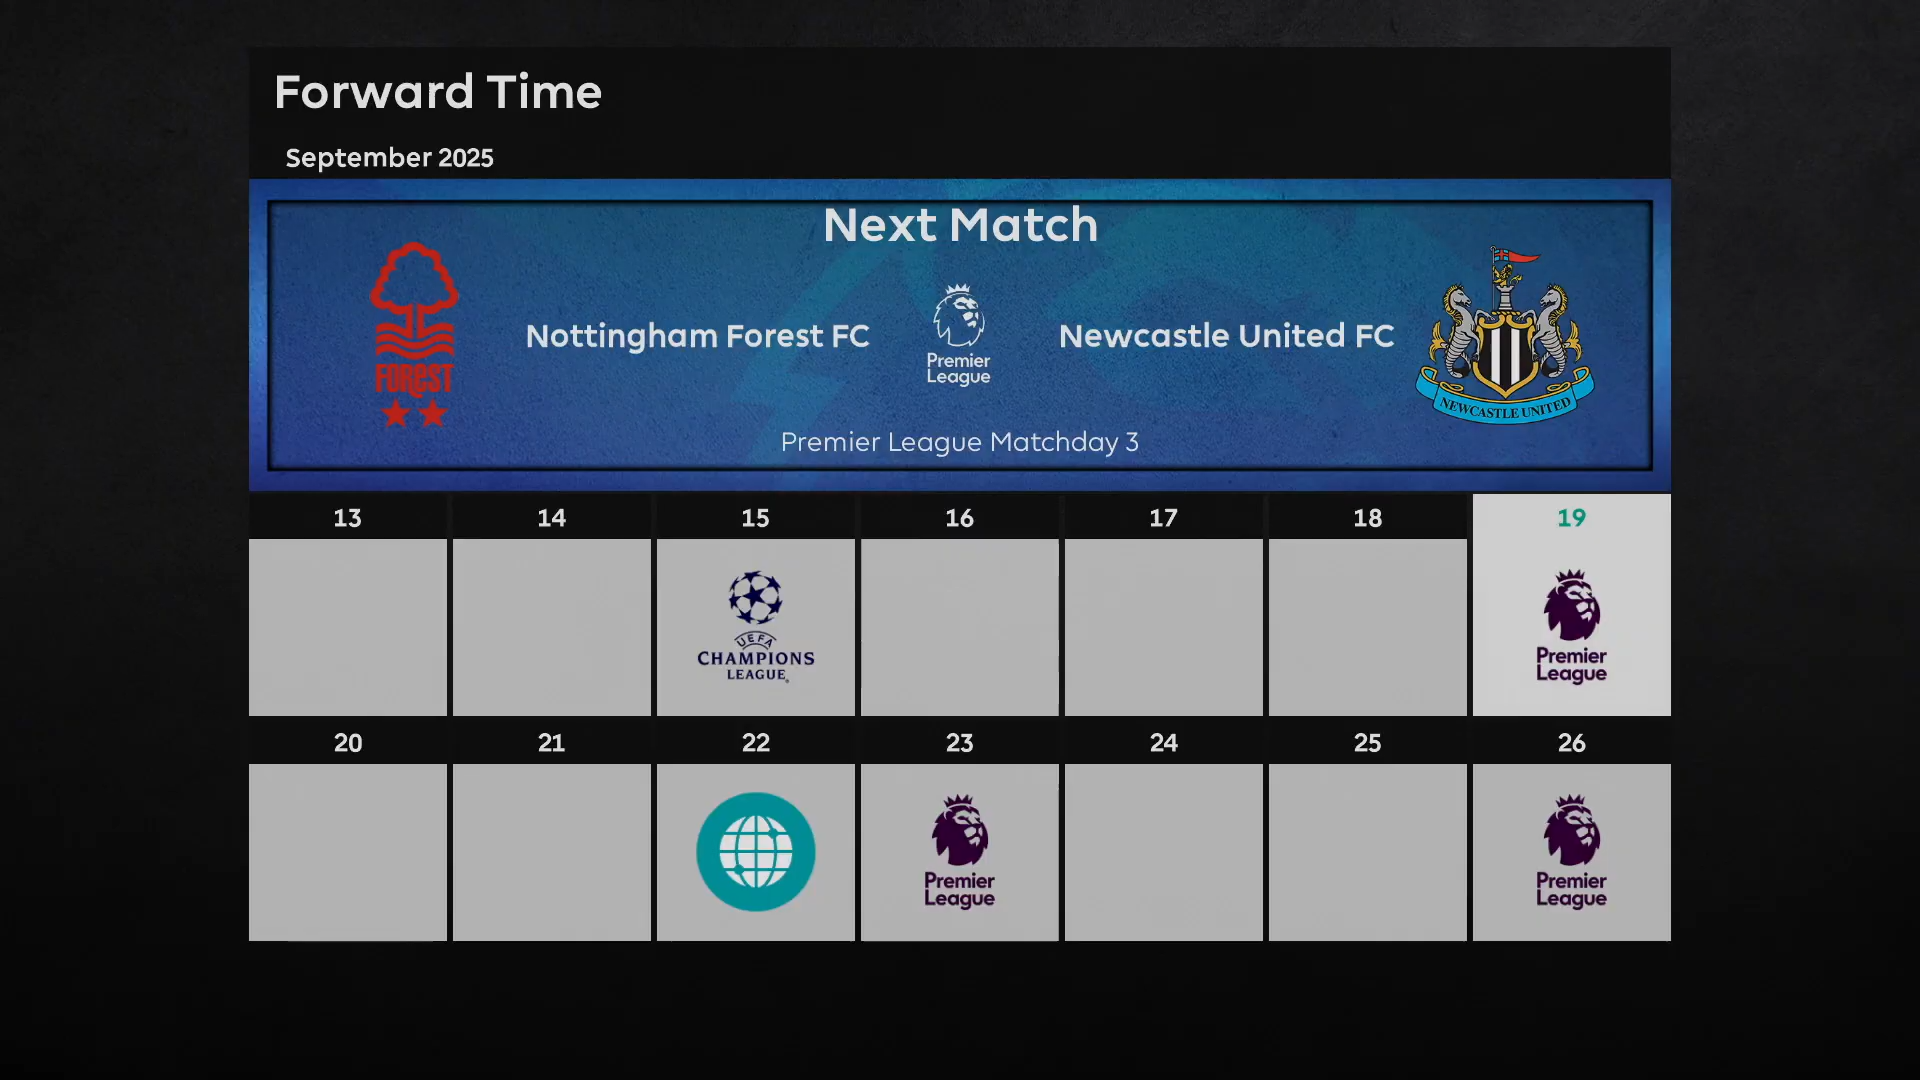 Forward Time
September 2025
Next Match
FOREST
Nottingham Forest FC
Premier
League
Newcastle United FC
NEWCASTLE UNITED
Premier League Matchday 3
13 14 15 16 17 18 19
UEFA
CHAMPIONS
LEAGUE
Premier
League
20 21 22 23 24 25 26
Premier
League
Premier
League